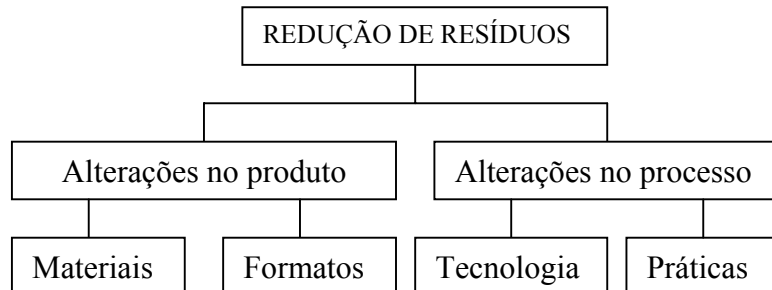 REDUÇÃO DE RESÍDUOS
Alterações no produto
Alterações no processo
Materiais
Formatos
Tecnologia
Práticas